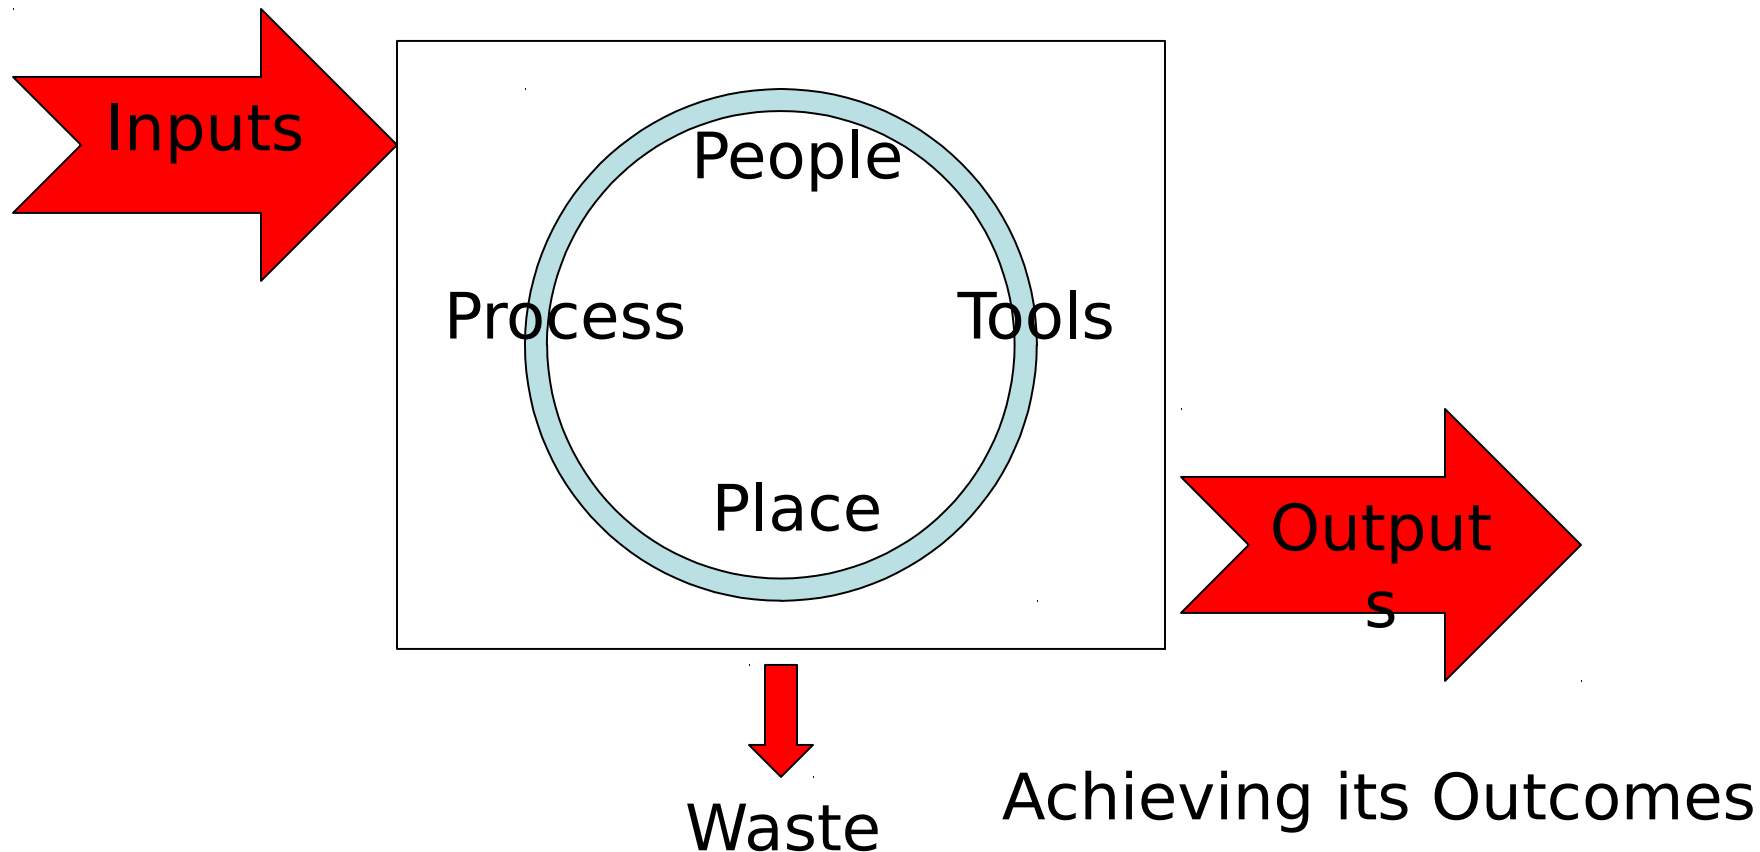 Inputs
People
Process
Tools
Place
Output
s
Waste
Achieving its Outcomes